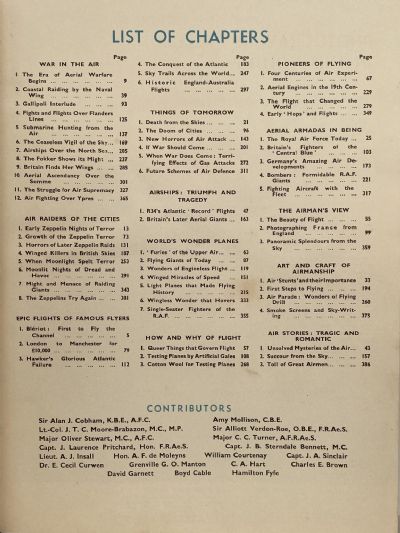 LIST OF CHAPTERS
Page
WAR IN THE AIR
1. The Era of Aerial Warfare
Begins ... 9
2. Coastal Raiding by the Naval
Wing ... 39
3. Gallipoli Interlude ... 93
4. Flights and Flights over Flanders
Lines ... 125
5. Submarine Hunting from the
Air ... 137
6. The Ceaseless Vigil of the Sky 169
7. Airships Over the North Sea 205
8. The Fokker Shows its Might 237
9. Britain Finds Her Wings ... 285
10. Aerial Ascendancy Over the
Somme ... 301
11. The Struggle for Air Supremacy 327
12. Air Fighting Over Ypres ... 365
AIR RAIDERS OF THE CITIES
1. Early Zeppelin Nights of Terror 13
2. Growth of the Zeppelin Terror 73
3. Horrors of Later Zeppelin Raids 131
4. Winged Killers in British Skies 187
5. When Moonlight Spelt Terror 253
6. Moonlit Nights of Dread and
Havoc ... 291
7. Might and Menace of Raiding
Giants ... 343
8. The Zeppelins Try Again ... 381
EPIC FLIGHTS OF FAMOUS FLYERS
1. Blériot: First to Fly the
Channel ... 5
2. London to Manchester for
£10,000 ... 79
3. Hawker's Glorious Atlantic
Failure ... 112
Page
4. The Conquest of the Atlantic 183
5. Sky Trails Across the World ... 247
6. Historic England-Australia
Flights ... 297
THINGS OF TOMORROW
1. Death from the Skies ... 21
2. The Doom of Cities ... 96
3. New Horrors of Air Attack ... 143
4. If War Should Come ... 201
5. When War Does Come: Terri-
fying Effects of Gas Attacks 272
6. Future Schemes of Air Defence 311
AIRSHIPS: TRIUMPH AND
TRAGEDY
1. R34's Atlantic 'Record' Flights 47
2. Britain's Later Aerial Giants ... 163
WORLD'S WONDER PLANES
1. 'Furies' of the Upper Air ... 63
2. Flying Giants of Today ... 87
3. Wonders of Engineless Flight ... 119
4. Winged Miracles of Speed ... 151
5. Light Planes that Made Flying
History ... 215
6. Wingless Wonder that Hovers 333
7. Single-Seater Fighters of the
R.A.F. ... 355
HOW AND WHY OF FLIGHT
1. Queer Things that Govern Flight 57
2. Testing Planes by Artificial Gales 108
3. Cotton Wool for Testing Planes 268
Page
PIONEERS OF FLYING
1. Four Centuries of Air Experi-
ment ... 67
2. Aerial Engines in the 19th Cen-
tury ... 229
3. The Flight that Changed the
World ... 279
4. Early 'Hops' and Flights ... 349
AERIAL ARMADAS IN BEING
1. The Royal Air Force Today ... 25
2. Britain's Fighters of the
'Central Blue' ... 103
3. Germany's Amazing Air De-
velopments ... 173
4. Bombers: Formidable R.A.F.
Giants ... 221
5. Fighting Aircraft with the
Fleet ... 317
THE AIRMAN'S VIEW
1. The Beauty of Flight ... 55
2. Photographing France from
England ... 99
3. Panoramic Splendours from the
Sky ... 359
ART AND CRAFT OF
AIRMANSHIP
1. Air 'Stunts' and their importance 33
2. First Steps to Flying ... 194
3. Air Parade: Wonders of Flying
Drill ... 260
4. Smoke Screens and Sky-Writ-
ing ... 375
AIR STORIES: TRAGIC AND
ROMANTIC
1. Unsolved Mysteries of the Air ... 43
2. Succour from the Sky ... 157
3. Toll of Great Airmen ... 386
CONTRIBUTORS
Sir Alan J. Cobham, K.B.E., A.F.C.
Amy Mollison, C.B.E.
Lt.-Col. J. T. C. Moore-Brabazon, M.C., M.P.
Sir Alliott Verdon-Roe, O.B.E., F.R.Ae.S.
Major Oliver Stewart, M.C., A.F.C.
Major C. C. Turner, A.F.R.Ae.S.
Capt. J. Laurence Pritchard, Hon. F.R.Ae.S.
Capt. J. B. Sterndale Bennett, M.C.
Lieut. A. J. Insall Hon. A. F. de Moleyns William Courtenay Capt. J. A. Sinclair
Dr. E. Cecil Curwen Grenville G. O. Manton C. A. Hart Charles E. Brown
David Garnett Boyd Cable Hamilton Fyfe